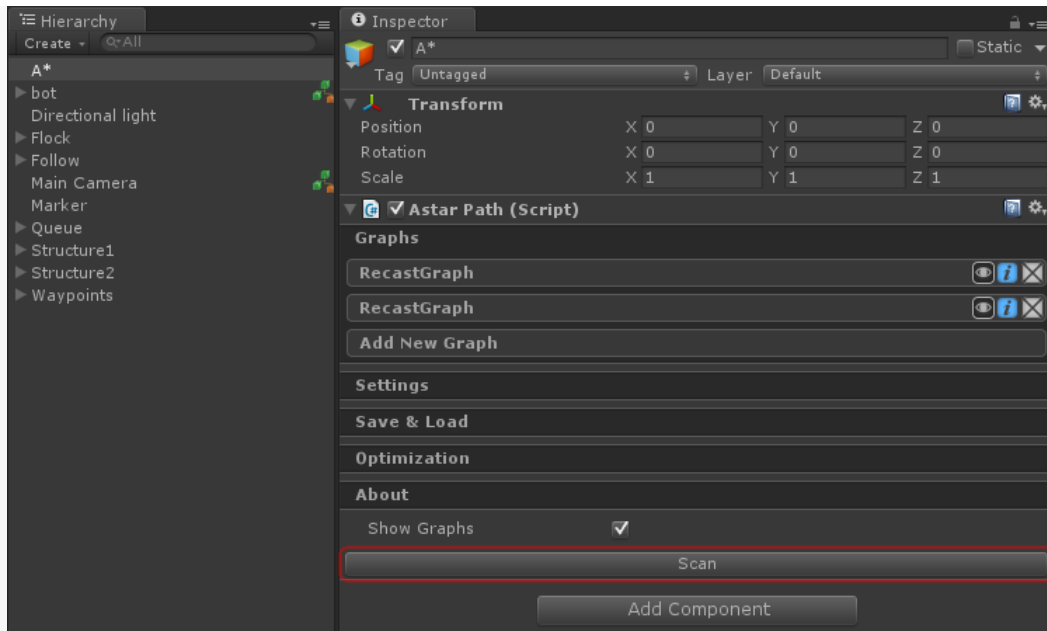 Hierarchy
Create All
A*
bot
Directional light
Flock
Follow
Main Camera
Marker
Queue
Structure1
Structure2
Waypoints
Inspector
A* Static
Tag Untagged Layer Default
Transform
Position X 0 Y 0 Z 0
Rotation X 0 Y 0 Z 0
Scale X 1 Y 1 Z 1
Astar Path (Script)
Graphs
RecastGraph
RecastGraph
Add New Graph
Settings
Save & Load
Optimization
About
Show Graphs
Scan
Add Component